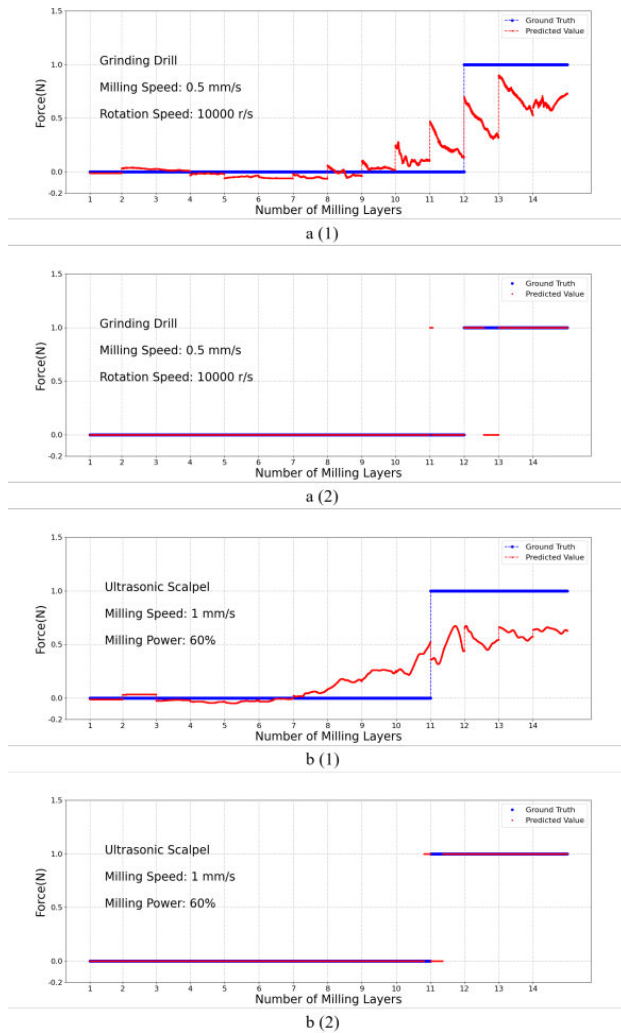 1.5
Ground Truth
Predicted Value
Grinding Drill
Milling Speed: 0.5 mm/s
Rotation Speed: 10000 r/s
Force(N)
1.0
0.5
0.0
-0.2
1 2 3 4 5 6 7 8 9 10 11 12 13 14
Number of Milling Layers
a (1)
1.5
Ground Truth
Predicted Value
Grinding Drill
Milling Speed: 0.5 mm/s
Rotation Speed: 10000 r/s
Force(N)
1.0
0.5
0.0
-0.2
1 2 3 4 5 6 7 8 9 10 11 12 13 14
Number of Milling Layers
a (2)
1.5
Ground Truth
Predicted Value
Ultrasonic Scalpel
Milling Speed: 1 mm/s
Milling Power: 60%
Force(N)
1.0
0.5
0.0
-0.2
1 2 3 4 5 6 7 8 9 10 11 12 13 14
Number of Milling Layers
b (1)
1.5
Ground Truth
Predicted Value
Ultrasonic Scalpel
Milling Speed: 1 mm/s
Milling Power: 60%
Force(N)
1.0
0.5
0.0
-0.2
1 2 3 4 5 6 7 8 9 10 11 12 13 14
Number of Milling Layers
b (2)